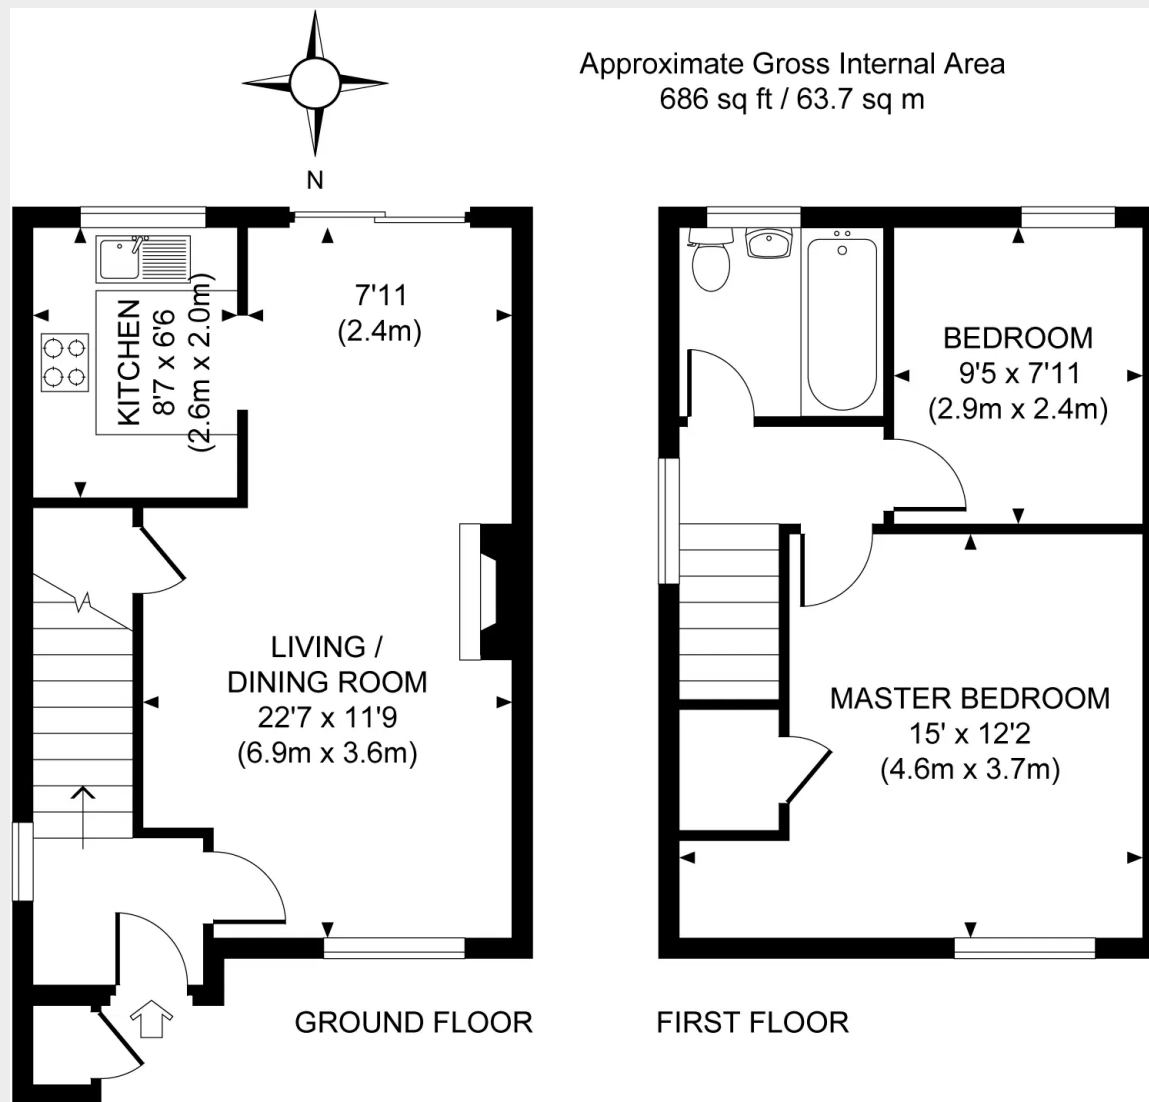 Approximate Gross Internal Area
686 sq ft / 63.7 sq m
N
KITCHEN
8'7 x 6'6
(2.6m x 2.0m)
7'11
(2.4m)
LIVING /
DINING ROOM
22'7 x 11'9
(6.9m x 3.6m)
BEDROOM
9'5 x 7'11
(2.9m x 2.4m)
MASTER BEDROOM
15' x 12'2
(4.6m x 3.7m)
GROUND FLOOR
FIRST FLOOR